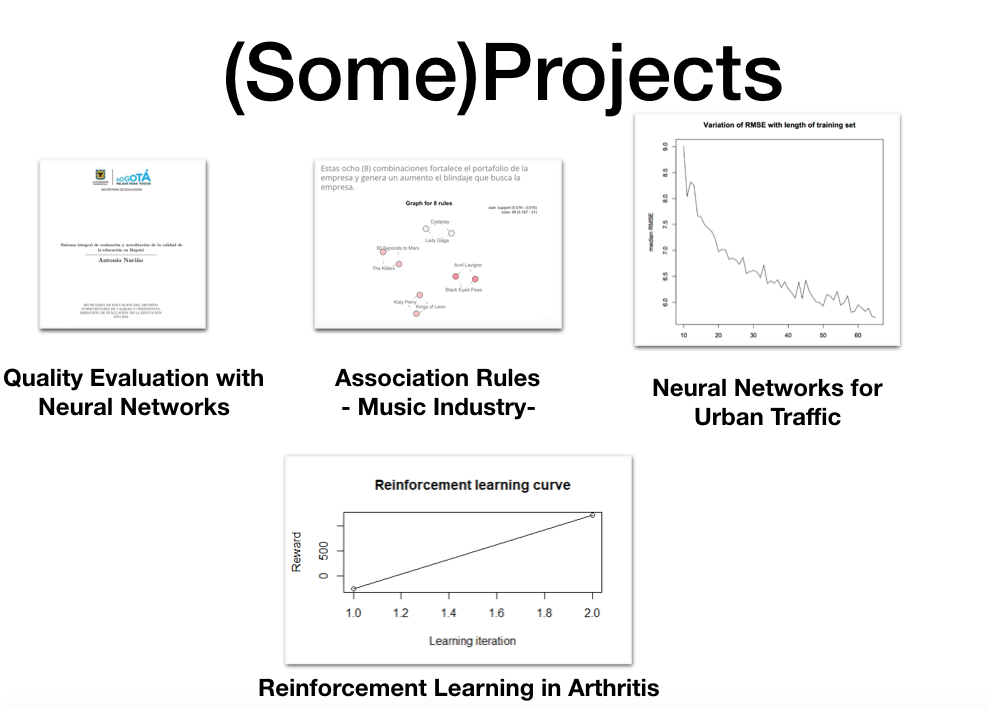 (Some)Projects
BOGOTÁ
MEJOR PARA TODOS
SECRETARÍA DE EDUCACIÓN
Sistema integral de evaluación y acreditación de la calidad de
la educación en Bogotá
Antonio Nariño
SECRETARÍA DE EDUCACIÓN DEL DISTRITO
SUBSECRETARÍA DE CALIDAD Y PERTINENCIA
DIRECCIÓN DE EVALUACIÓN DE LA EDUCACIÓN
Quality Evaluation with
Neural Networks
Estas ocho (8) combinaciones fortalece el portafolio de la
empresa y genera un aumento el blindaje que busca la
empresa.
Graph for 8 rules
size: support (0.016 - 0.016)
Coldplay
Lady Gaga
30 Seconds to Mars
The Killers
Avril Lavigne
Black Eyed Peas
Katy Perry
Kings of Leon
Association Rules
- Music Industry-
Variation of RMSE with length of training set
median RMSE
9.0
8.5
8.0
7.5
7.0
6.5
6.0
10 20 30 40 50 60
Neural Networks for
Urban Traffic
Reinforcement learning curve
Reward
500
0
1.0 1.2 1.4 1.6 1.8 2.0
Learning iteration
Reinforcement Learning in Arthritis